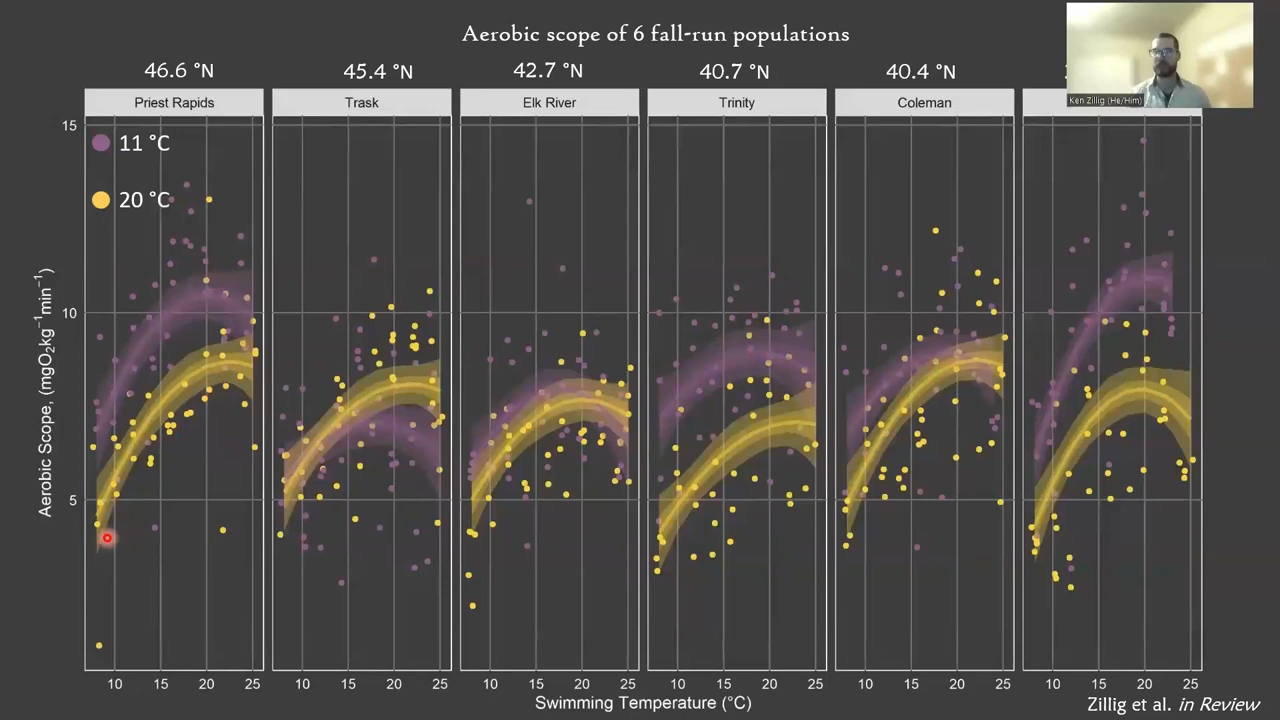 Aerobic scope of 6 fall-run populations
46.6 °N
45.4 °N
42.7 °N
40.7 °N
40.4 °N
Priest Rapids
Trask
Elk River
Trinity
Coleman
Ken Zillig (He/Him)
11 °C
20 °C
15
10
5
Aerobic Scope, (mgO₂kg⁻¹min⁻¹)
10 15 20 25
10 15 20 25
10 15 20 25
10 15 20 25
10 15 20 25
10 15 20 25
Swimming Temperature (°C)
Zillig et al. in Review